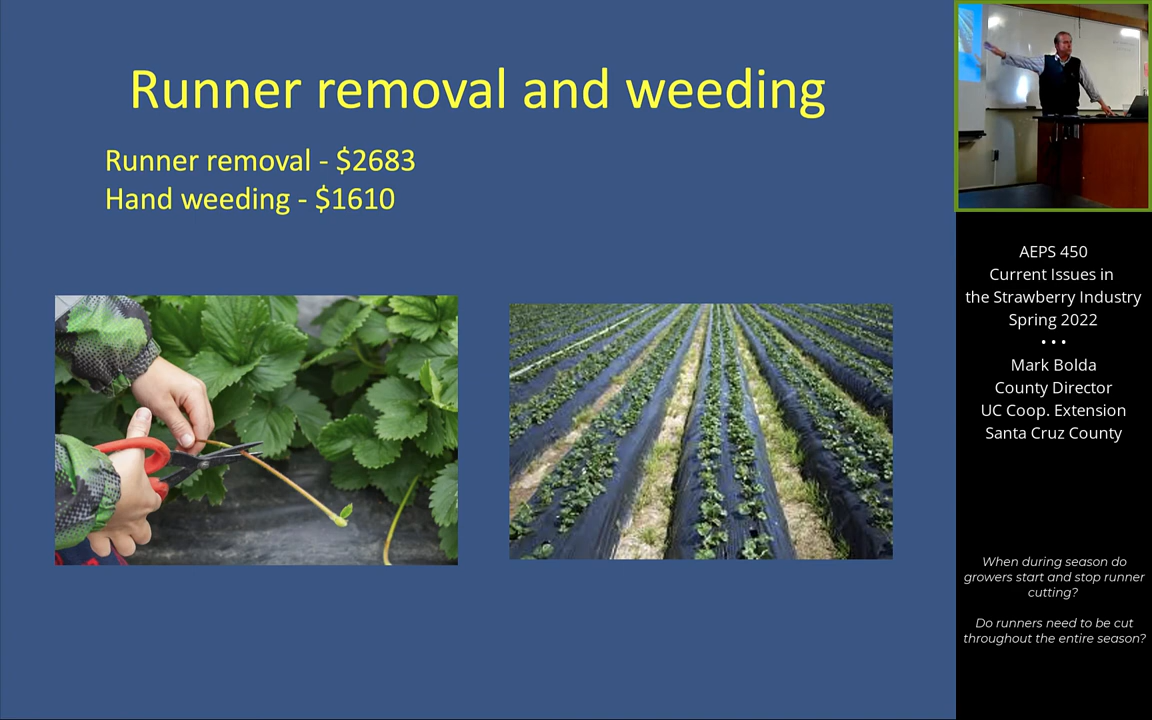 Runner removal and weeding
Runner removal - $2683
Hand weeding - $1610
AEPS 450
Current Issues in
the Strawberry Industry
Spring 2022
• • •
Mark Bolda
County Director
UC Coop. Extension
Santa Cruz County
When during season do
growers start and stop runner
cutting?
Do runners need to be cut
throughout the entire season?